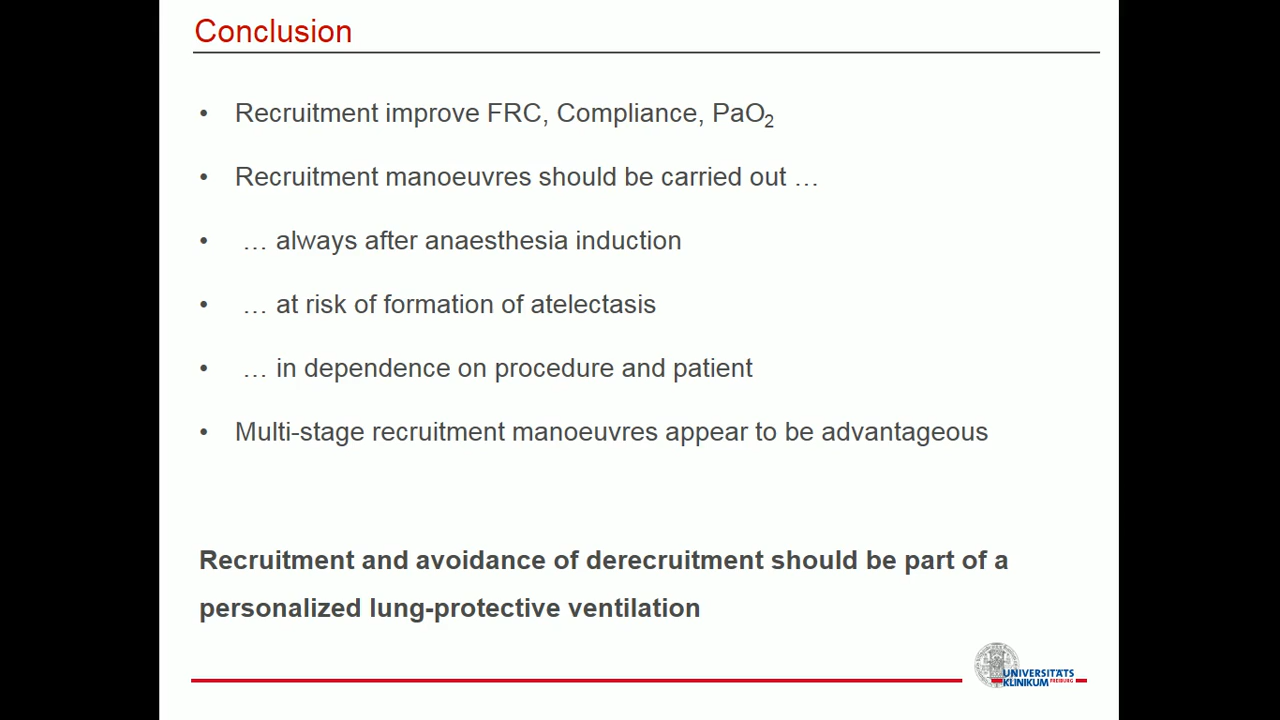 Conclusion
• Recruitment improve FRC, Compliance, PaO₂
• Recruitment manoeuvres should be carried out …
• … always after anaesthesia induction
• … at risk of formation of atelectasis
• … in dependence on procedure and patient
• Multi-stage recruitment manoeuvres appear to be advantageous
Recruitment and avoidance of derecruitment should be part of a
personalized lung-protective ventilation
UNIVERSITÄTS
KLINIKUM FREIBURG